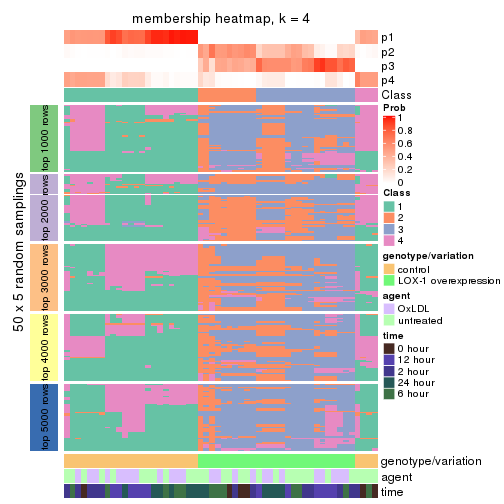 membership heatmap, k = 4
p1
p2
p3
p4
Class
50 x 5 random samplings
top 1000 rows
top 2000 rows
top 3000 rows
top 4000 rows
top 5000 rows
Prob
1
0.8
0.6
0.4
0.2
0
Class
1
2
3
4
genotype/variation
control
LOX-1 overexpression
agent
OxLDL
untreated
time
0 hour
12 hour
2 hour
24 hour
6 hour
genotype/variation
agent
time